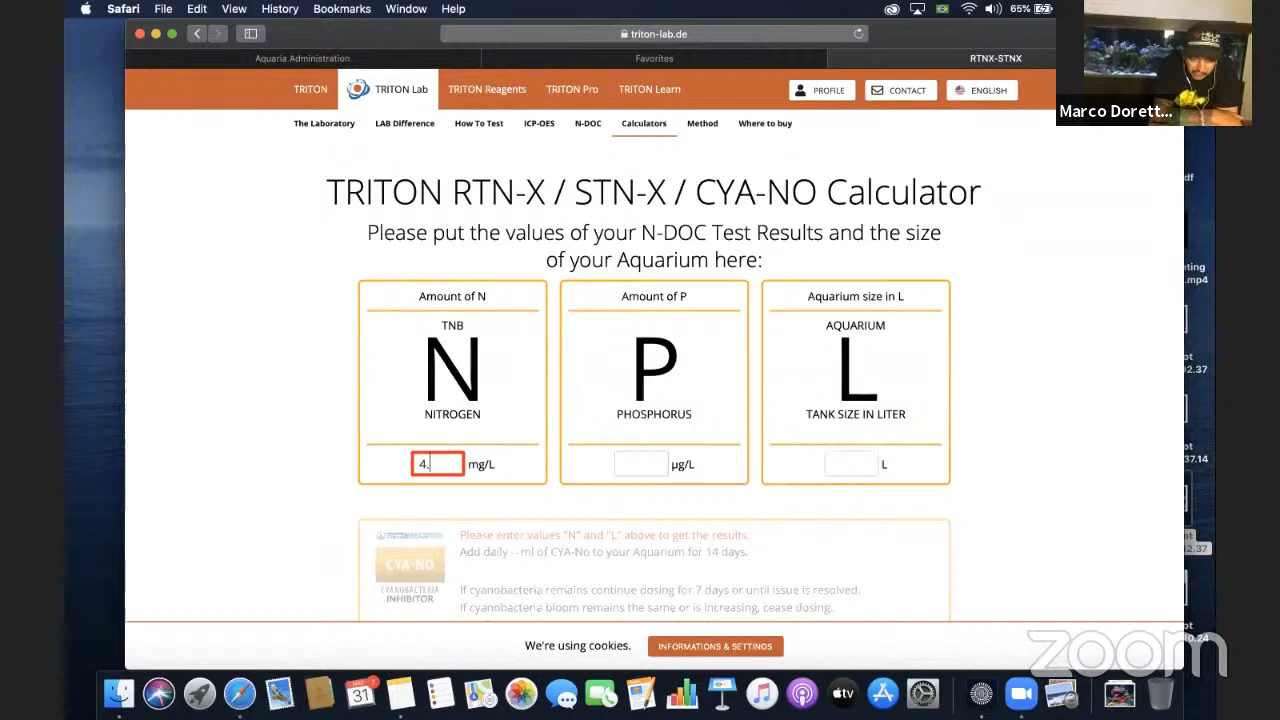 Safari File Edit View History Bookmarks Window Help
65%
triton-lab.de
Aquaria Administration
Favorites
RTNX-STNX
Marco Dorett...
TRITON
TRITON Lab
TRITON Reagents
TRITON Pro
TRITON Learn
PROFILE
CONTACT
ENGLISH
The Laboratory
LAB Difference
How To Test
ICP-OES
N-DOC
Calculators
Method
Where to buy
TRITON RTN-X / STN-X / CYA-NO Calculator
Please put the values of your N-DOC Test Results and the size
of your Aquarium here:
Amount of N
TNB
N
NITROGEN
4. mg/L
Amount of P
P
PHOSPHORUS
µg/L
Aquarium size in L
AQUARIUM
L
TANK SIZE IN LITER
L
CYA-NO
CYANOBACTERIA
INHIBITOR
Please enter values "N" and "L" above to get the results.
Add daily -- ml of CYA-No to your Aquarium for 14 days.
If cyanobacteria remains continue dosing for 7 days or until issue is resolved.
If cyanobacteria bloom remains the same or is increasing, cease dosing.
We're using cookies.
INFORMATIONS & SETTINGS
zoom
31
tv